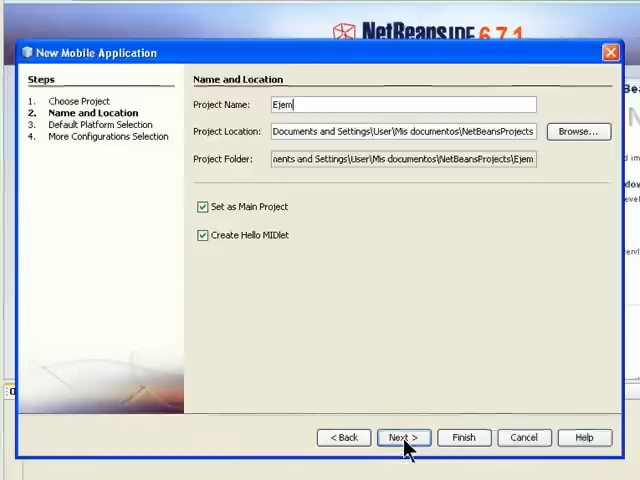 NetBeans IDE 6.7.1
New Mobile Application
Steps
1. Choose Project
2. Name and Location
3. Default Platform Selection
4. More Configurations Selection
Name and Location
Project Name: Ejem
Project Location: Documents and Settings\User\Mis documentos\NetBeansProjects Browse...
Project Folder: nents and Settings\User\Mis documentos\NetBeansProjects\Ejem
Set as Main Project
Create Hello MIDlet
< Back Next > Finish Cancel Help